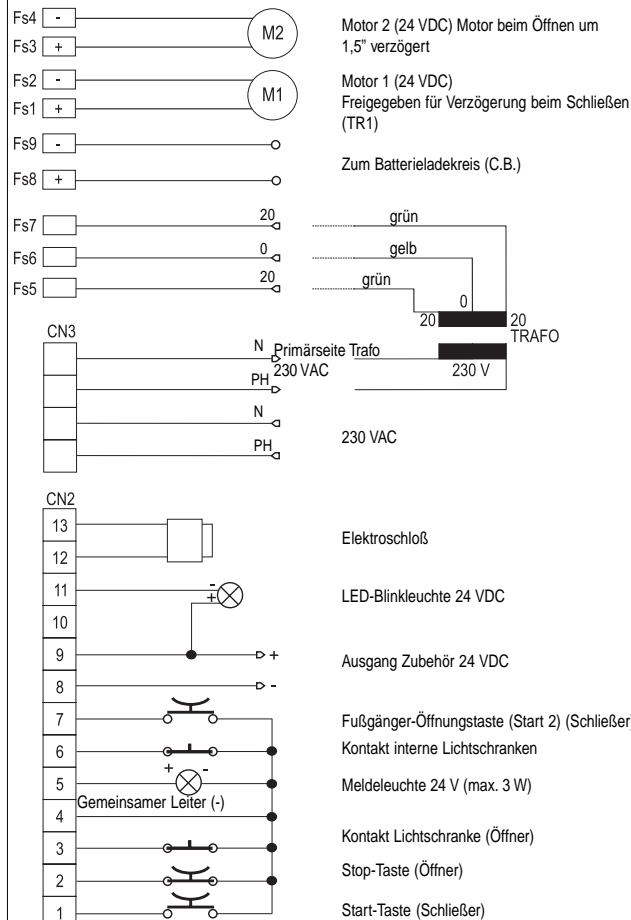 Fs4 -
Fs3 +
M2
Motor 2 (24 VDC) Motor beim Öffnen um
1,5” verzögert
Fs2 -
Fs1 +
M1
Motor 1 (24 VDC)
Freigegeben für Verzögerung beim Schließen
(TR1)
Fs9 -
Fs8 +
Zum Batterieladekreis (C.B.)
Fs7 20 grün
Fs6 0 gelb
Fs5 20 grün
0
20 20
TRAFO
230 V
CN3
N
Primärseite Trafo
PH 230 VAC
N
PH
230 VAC
CN2
13
12
Elektroschloß
11 - +
LED-Blinkleuchte 24 VDC
10
9 +
Ausgang Zubehör 24 VDC
8 -
7
Fußgänger-Öffnungstaste (Start 2) (Schließer)
6
Kontakt interne Lichtschranken
5 + -
Meldeleuchte 24 V (max. 3 W)
Gemeinsamer Leiter (-)
4
3
Kontakt Lichtschranke (Öffner)
2
Stop-Taste (Öffner)
1
Start-Taste (Schließer)